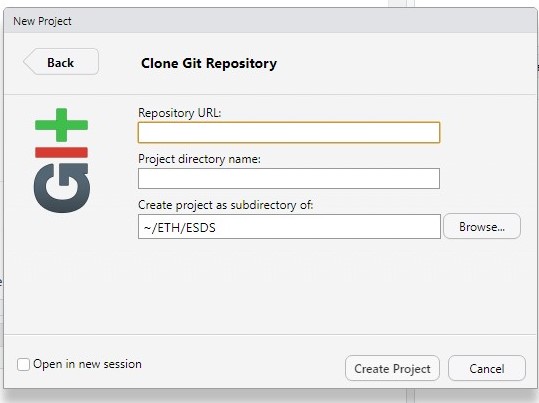 New Project
Back
Clone Git Repository
Repository URL:
Project directory name:
Create project as subdirectory of:
~/ETH/ESDS
Browse...
GIt
Open in new session
Create Project
Cancel